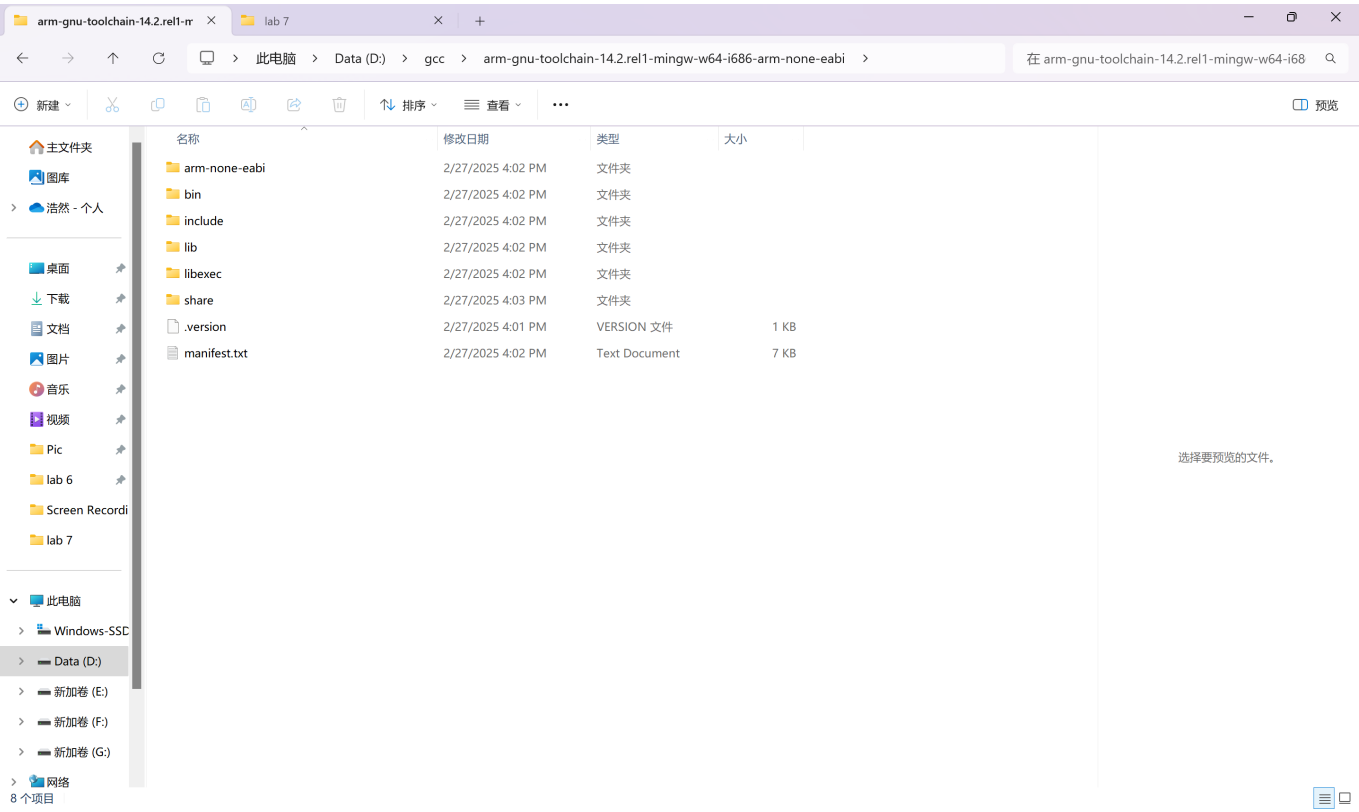 arm-gnu-toolchain-14.2.rel1-m
lab 7
此电脑 Data (D:) gcc arm-gnu-toolchain-14.2.rel1-mingw-w64-i686-arm-none-eabi
在 arm-gnu-toolchain-14.2.rel1-mingw-w64-i68
新建 排序 查看 ··· 预览
主文件夹
图库
浩然 - 个人
桌面
下载
文档
图片
音乐
视频
Pic
lab 6
Screen Recordi
lab 7
此电脑
Windows-SSD
Data (D:)
新加卷 (E:)
新加卷 (F:)
新加卷 (G:)
网络
名称 修改日期 类型 大小
arm-none-eabi 2/27/2025 4:02 PM 文件夹
bin 2/27/2025 4:02 PM 文件夹
include 2/27/2025 4:02 PM 文件夹
lib 2/27/2025 4:02 PM 文件夹
libexec 2/27/2025 4:02 PM 文件夹
share 2/27/2025 4:03 PM 文件夹
.version 2/27/2025 4:01 PM VERSION 文件 1 KB
manifest.txt 2/27/2025 4:02 PM Text Document 7 KB
选择要预览的文件。
8 个项目